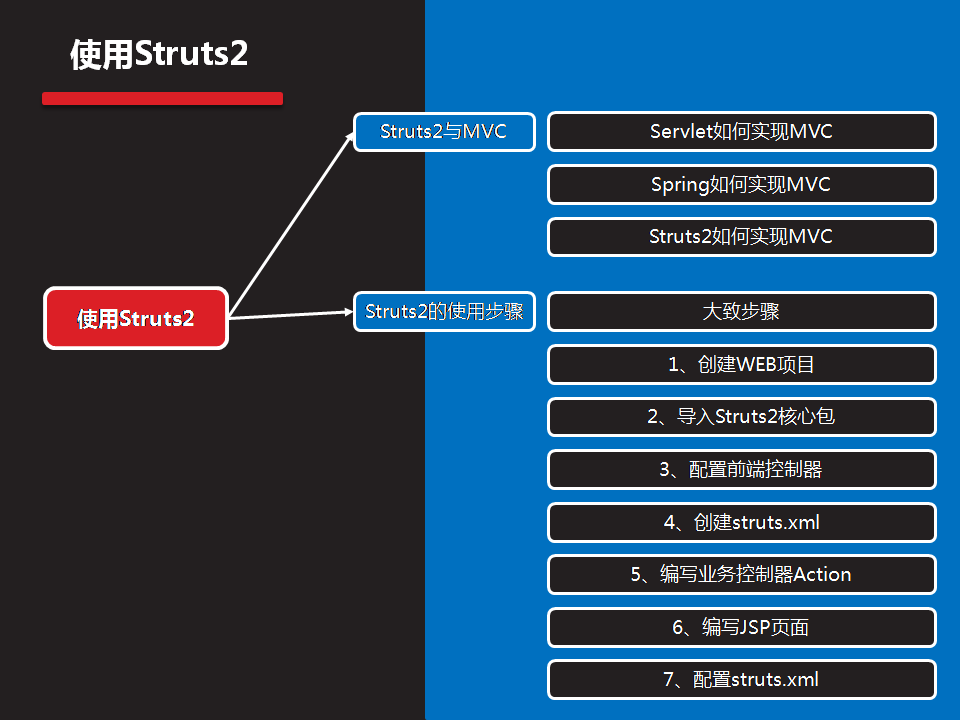 使用Struts2
Struts2与MVC
Servlet如何实现MVC
Spring如何实现MVC
Struts2如何实现MVC
使用Struts2
Struts2的使用步骤
大致步骤
1、创建WEB项目
2、导入Struts2核心包
3、配置前端控制器
4、创建struts.xml
5、编写业务控制器Action
6、编写JSP页面
7、配置struts.xml